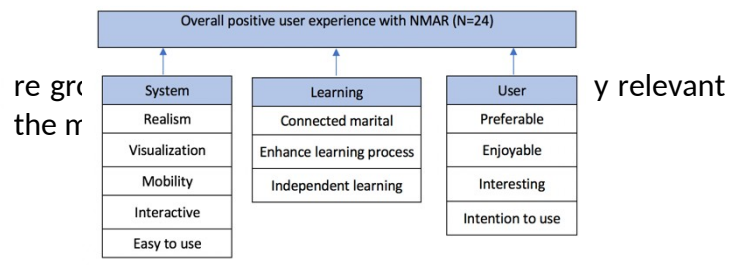 Overall positive user experience with NMAR (N=24)
re gro
y relevant
the m
System
Realism
Visualization
Mobility
Interactive
Easy to use
Learning
Connected marital
Enhance learning process
Independent learning
User
Preferable
Enjoyable
Interesting
Intention to use